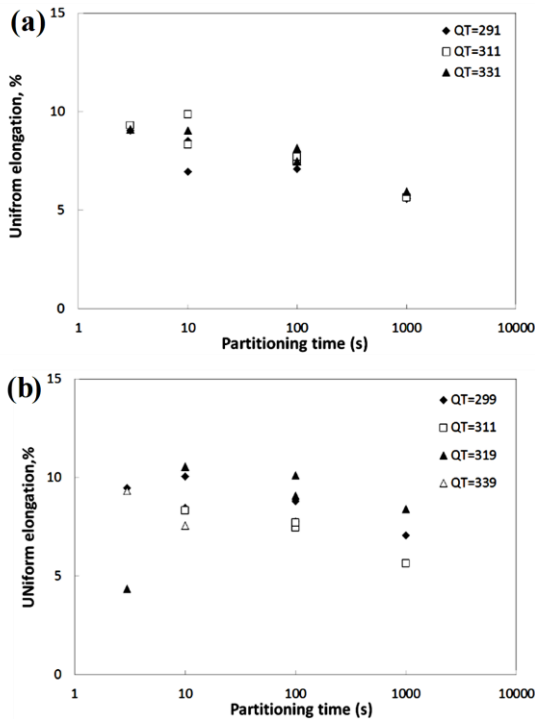 (a)
15
10
5
0
Unifrom elongation, %
QT=291
QT=311
QT=331
1
10
100
1000
10000
Partitioning time (s)
(b)
15
10
5
0
UNiform elongation,%
QT=299
QT=311
QT=319
QT=339
1
10
100
1000
10000
Partitioning time (s)